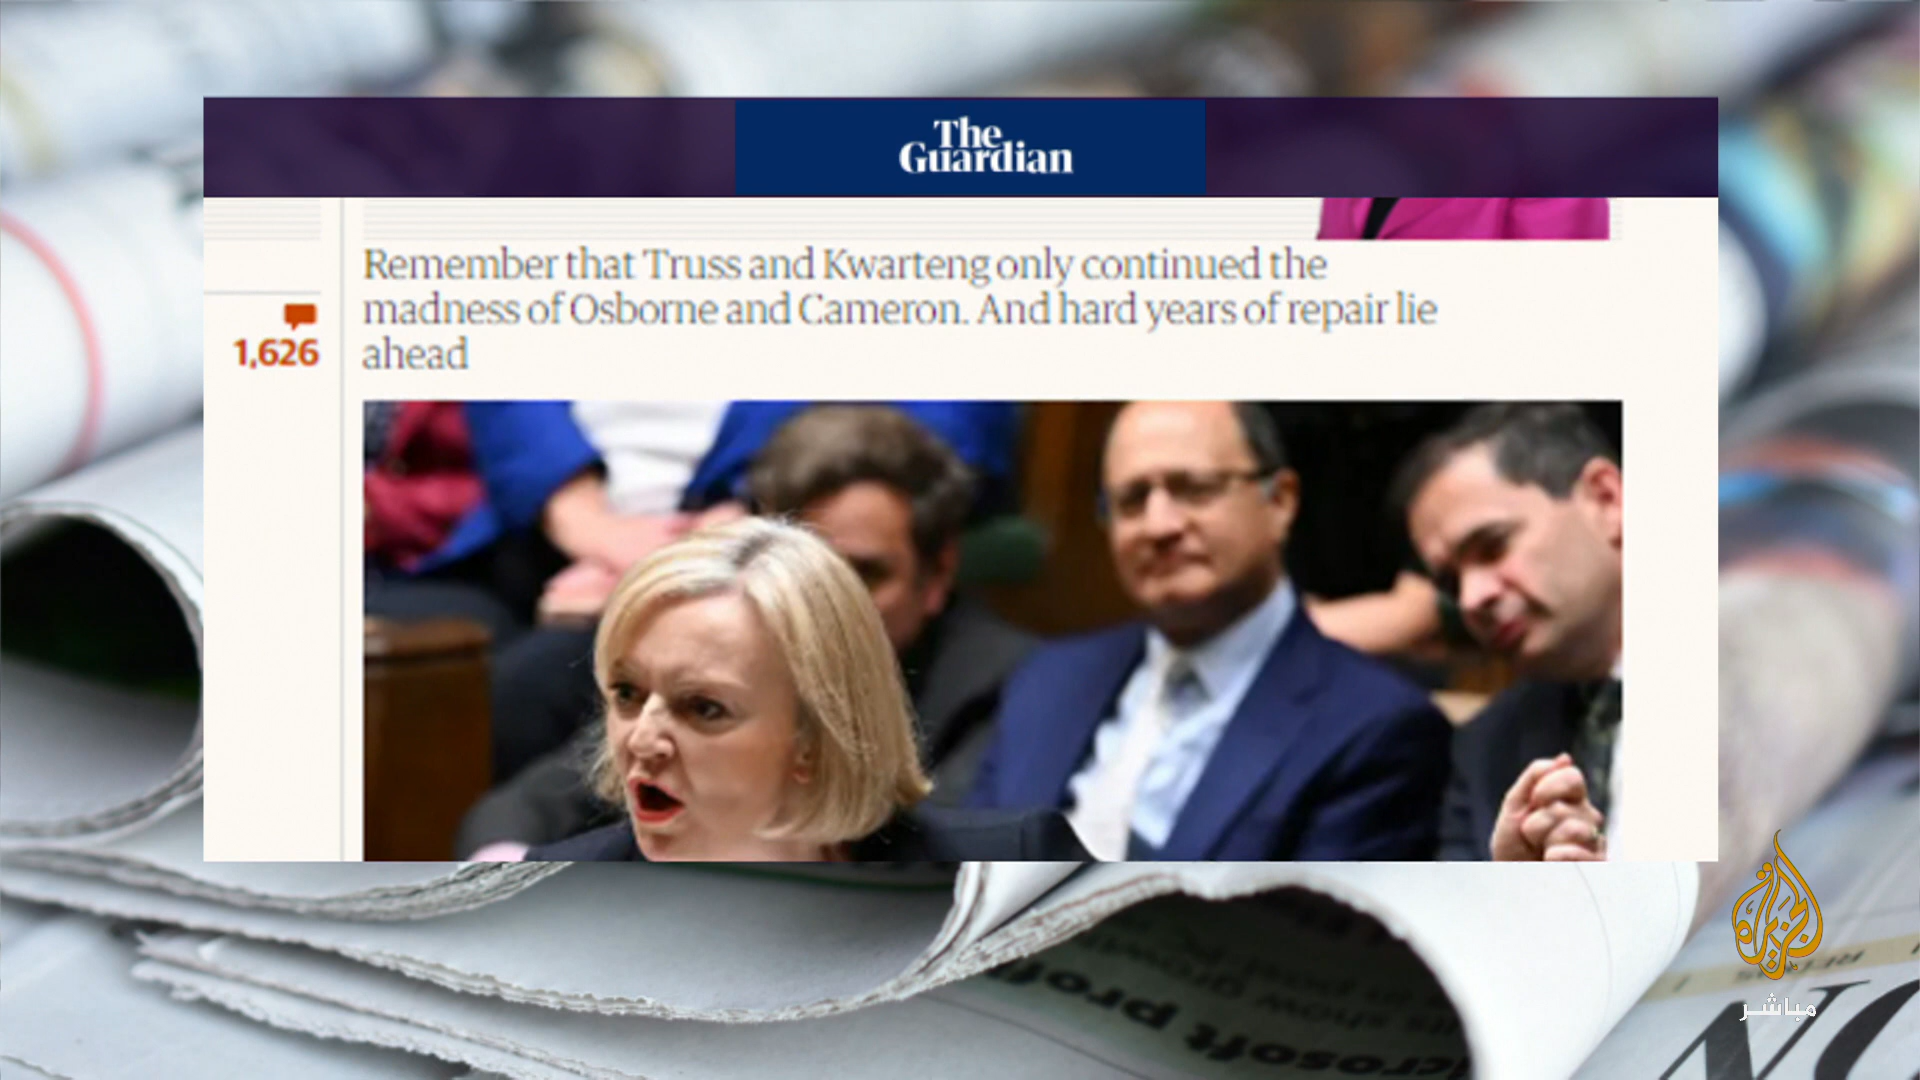 The
Guardian
Remember that Truss and Kwarteng only continued the
madness of Osborne and Cameron. And hard years of repair lie
ahead
1,626
الجزيرة
مباشر